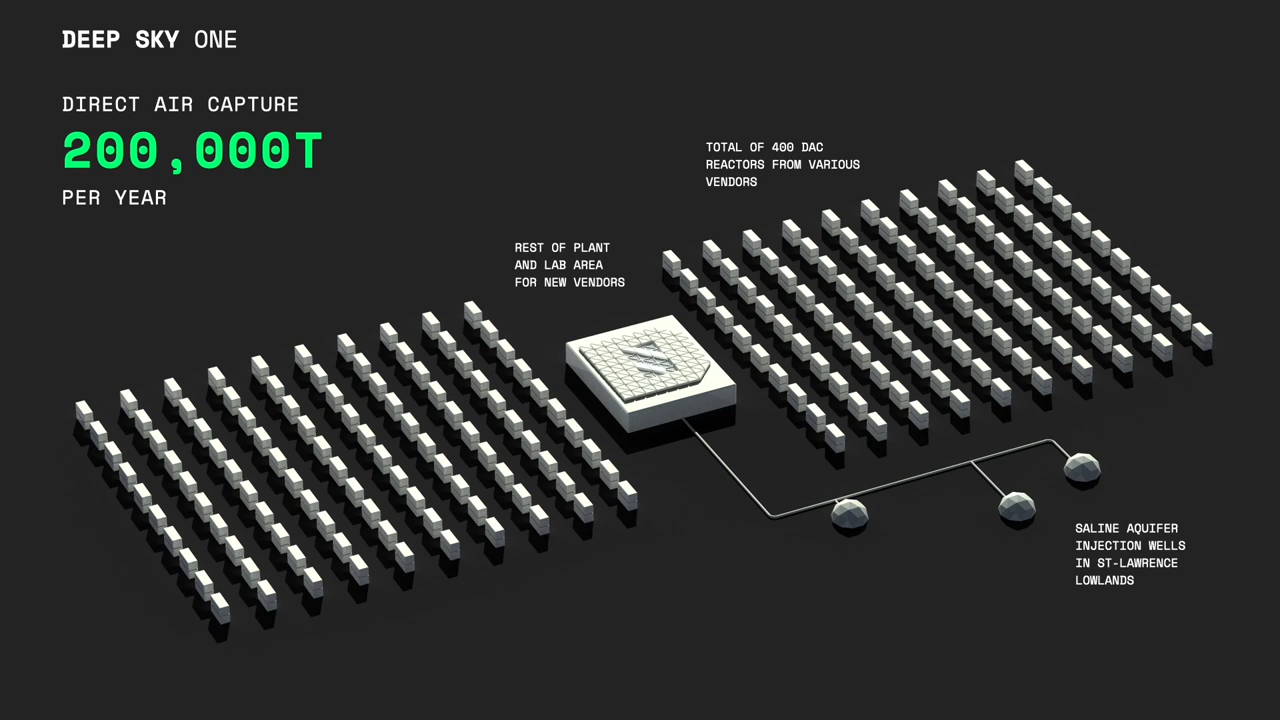 DEEP SKY ONE
DIRECT AIR CAPTURE
200,000T
PER YEAR
TOTAL OF 400 DAC
REACTORS FROM VARIOUS
VENDORS
REST OF PLANT
AND LAB AREA
FOR NEW VENDORS
SALINE AQUIFER
INJECTION WELLS
IN ST-LAWRENCE
LOWLANDS